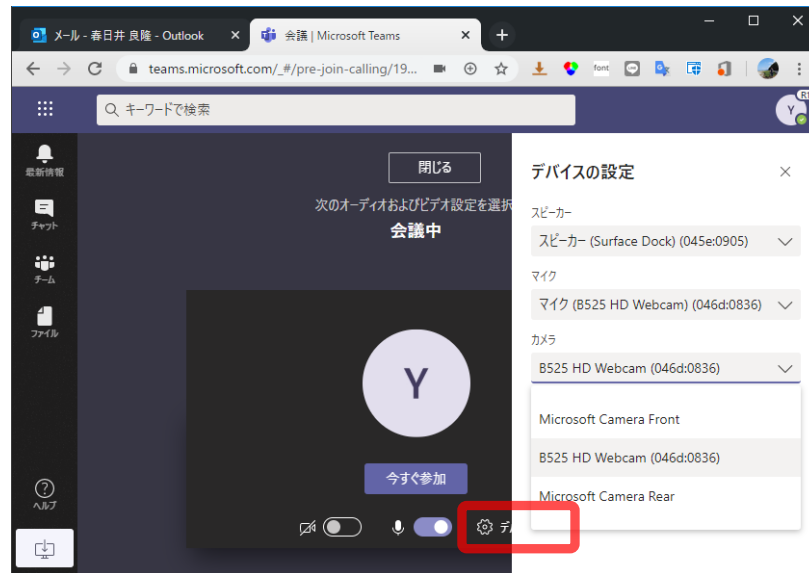 メール - 春日井 良隆 - Outlook
会議 | Microsoft Teams
teams.microsoft.com/_#/pre-join-calling/19...
font
キーワードで検索
Y
最新情報
チャット
チーム
ファイル
ヘルプ
閉じる
次のオーディオおよびビデオ設定を選択
会議中
Y
今すぐ参加
デバイスの設定
スピーカー
スピーカー (Surface Dock) (045e:0905)
マイク
マイク (B525 HD Webcam) (046d:0836)
カメラ
B525 HD Webcam (046d:0836)
Microsoft Camera Front
B525 HD Webcam (046d:0836)
Microsoft Camera Rear